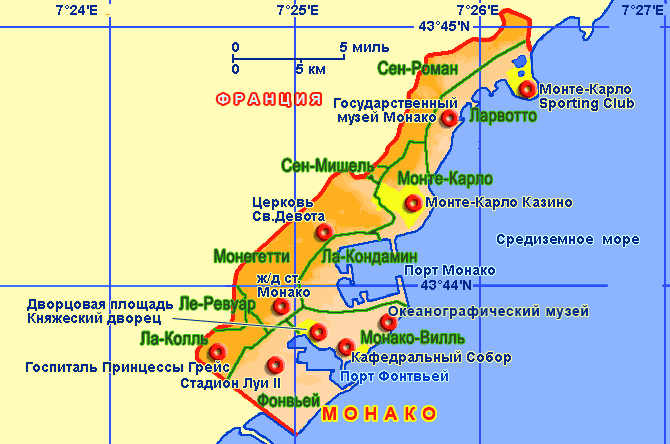 7°24'E
7°25'E
7°26'E
7°27'E
43°45'N
0
5 миль
0
5 км
ФРАНЦИЯ
Сен-Роман
Монте-Карло
Sporting Club
Государственный
музей Монако
Ларвотто
Сен-Мишель
Монте-Карло
Церковь
Св.Девота
Монте-Карло Казино
Средиземное море
Монегетти
Ла-Кондамин
ж/д ст.
Монако
Порт Монако
43°44'N
Дворцовая площадь
Княжеский дворец
Ле-Ревуар
Океанографический музей
Ла-Колль
Монако-Вилль
Кафедральный Собор
Госпиталь Принцессы Грейс
Стадион Луи II
Порт Фонтвьей
Фонвьей
МОНАКО